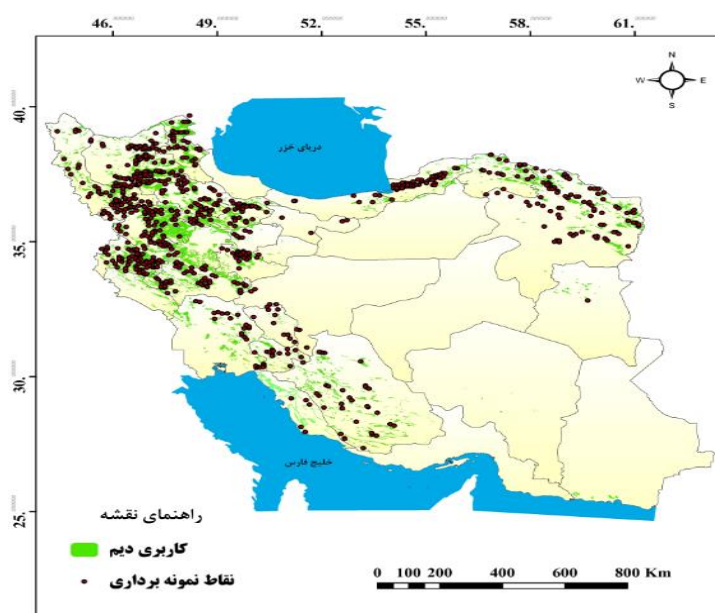 46. 49. 52. 55. 58. 61.
N
W E
S
40.
35.
30.
25.
دریای خزر
خلیج فارس
راهنمای نقشه
کاربری دیم
نقاط نمونه برداری
0 100 200 400 600 800 Km